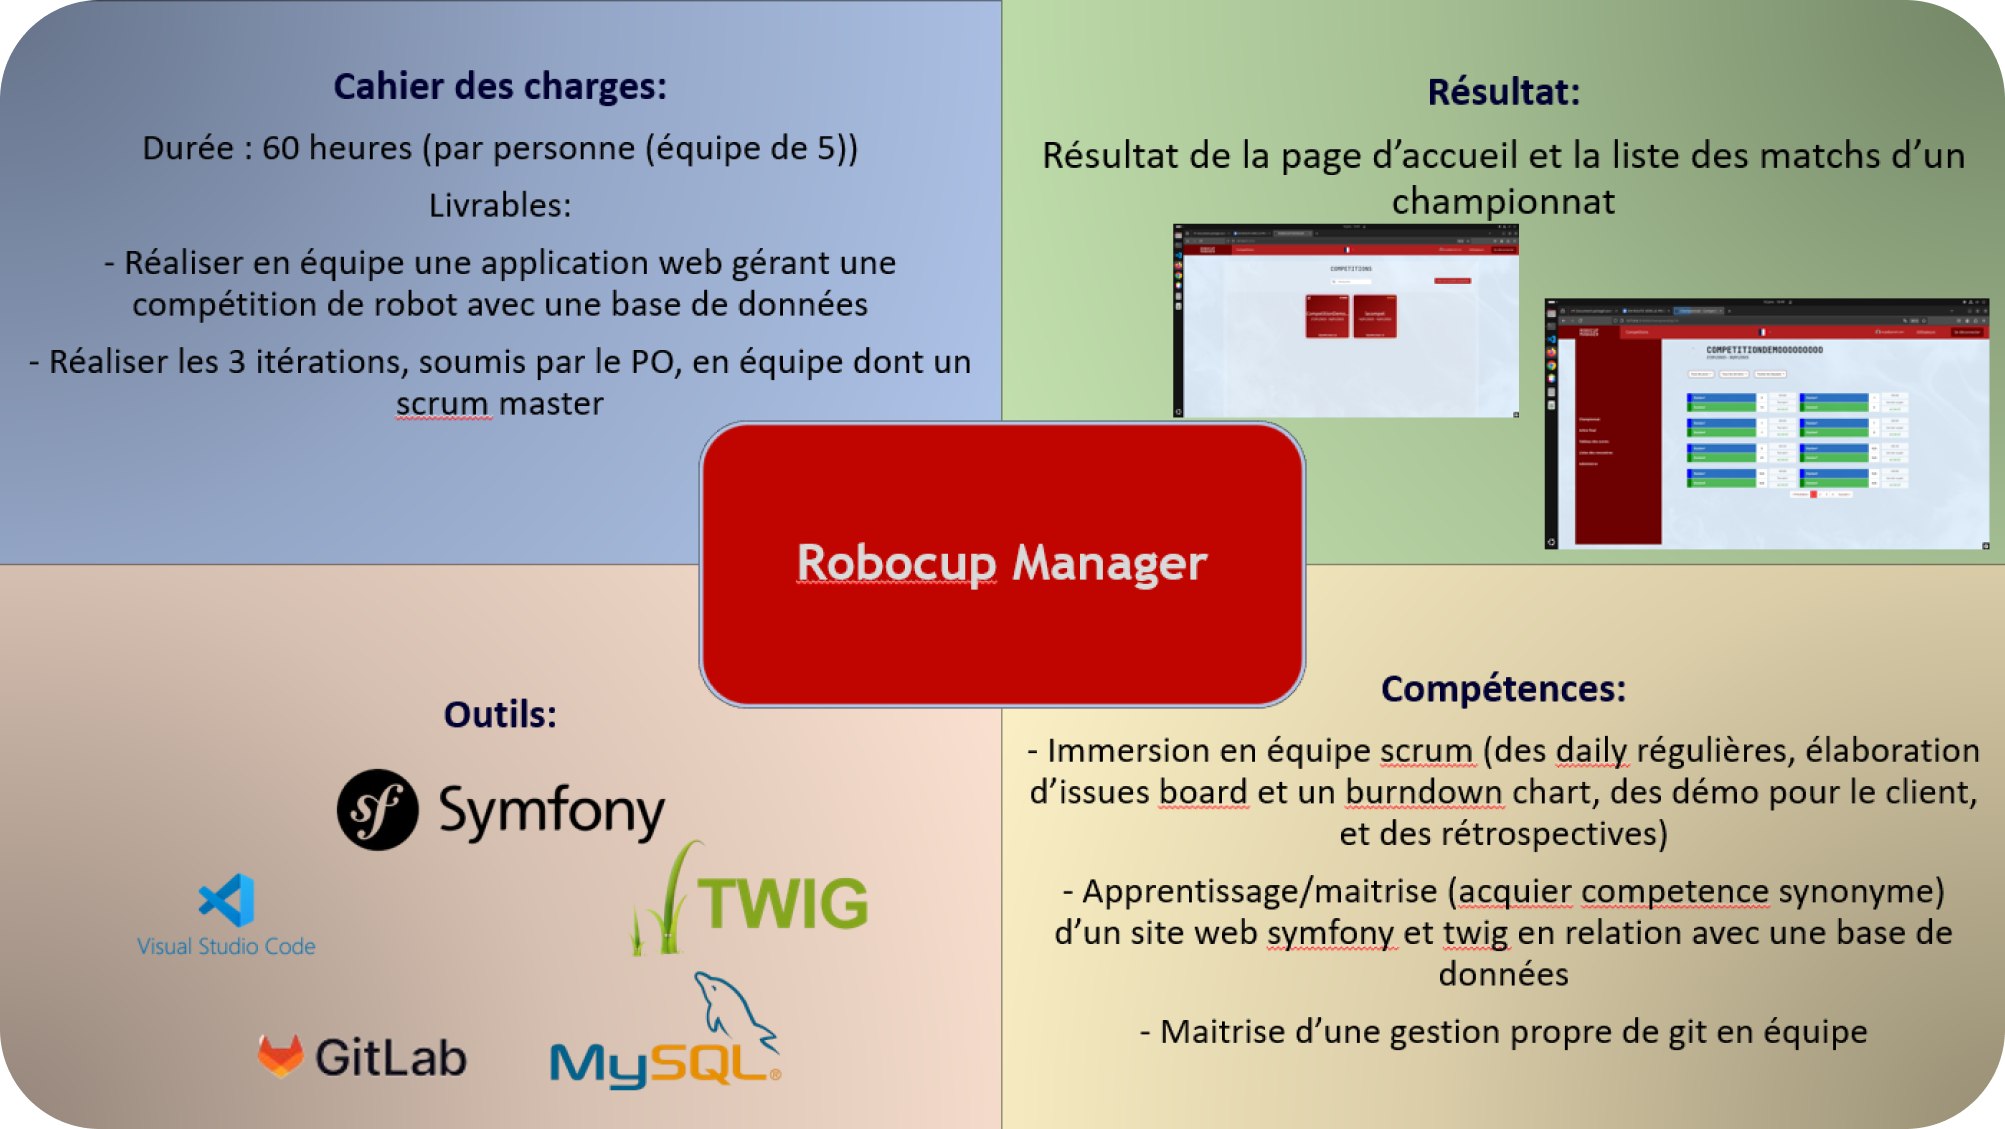 Cahier des charges:
Durée : 60 heures (par personne (équipe de 5))
Livrables:
- Réaliser en équipe une application web gérant une
compétition de robot avec une base de données
- Réaliser les 3 itérations, soumis par le PO, en équipe dont un
scrum master
Résultat:
Résultat de la page d’accueil et la liste des matchs d’un
championnat
COMPETITIONS
ROBOCUP
COMPETITIONDEMOOOOOOOOO
Robocup Manager
Outils:
Symfony
TWIG
Visual Studio Code
GitLab
MySQL®
Compétences:
- Immersion en équipe scrum (des daily régulières, élaboration
d’issues board et un burndown chart, des démo pour le client,
et des rétrospectives)
- Apprentissage/maitrise (acquier competence synonyme)
d’un site web symfony et twig en relation avec une base de
données
- Maitrise d’une gestion propre de git en équipe